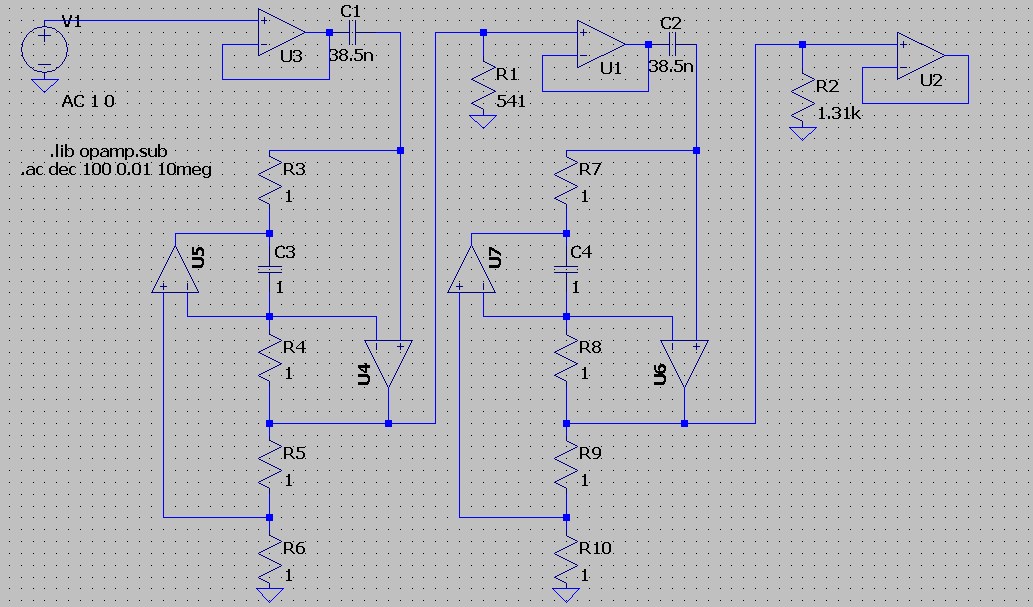 V1
AC 1 0
.lib opamp.sub
.ac dec 100 0.01 10meg
U3
C1
38.5n
R1
541
U1
C2
38.5n
R2
1.31k
U2
R3
1
U5
C3
1
R4
1
U4
R5
1
R6
1
R7
1
U7
C4
1
R8
1
U6
R9
1
R10
1